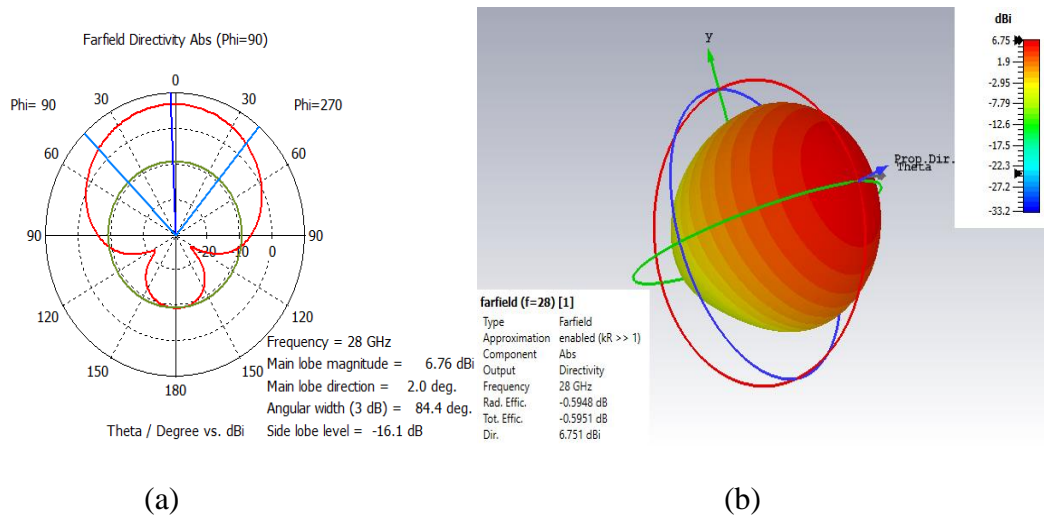 Farfield Directivity Abs (Phi=90)
0
Phi= 90
30
30
Phi=270
60
60
90
-20
-10
0
90
120
120
150
150
180
Frequency = 28 GHz
Main lobe magnitude = 6.76 dBi
Main lobe direction = 2.0 deg.
Angular width (3 dB) = 84.4 deg.
Theta / Degree vs. dBi
Side lobe level = -16.1 dB
y
Prop.Dir.
Theta
dBi
6.75
1.9
-2.95
-7.79
-12.6
-17.5
-22.3
-27.2
-33.2
farfield (f=28) [1]
Type Farfield
Approximation enabled (kR >> 1)
Component Abs
Output Directivity
Frequency 28 GHz
Rad. Effic. -0.5948 dB
Tot. Effic. -0.5951 dB
Dir. 6.751 dBi
(a)
(b)